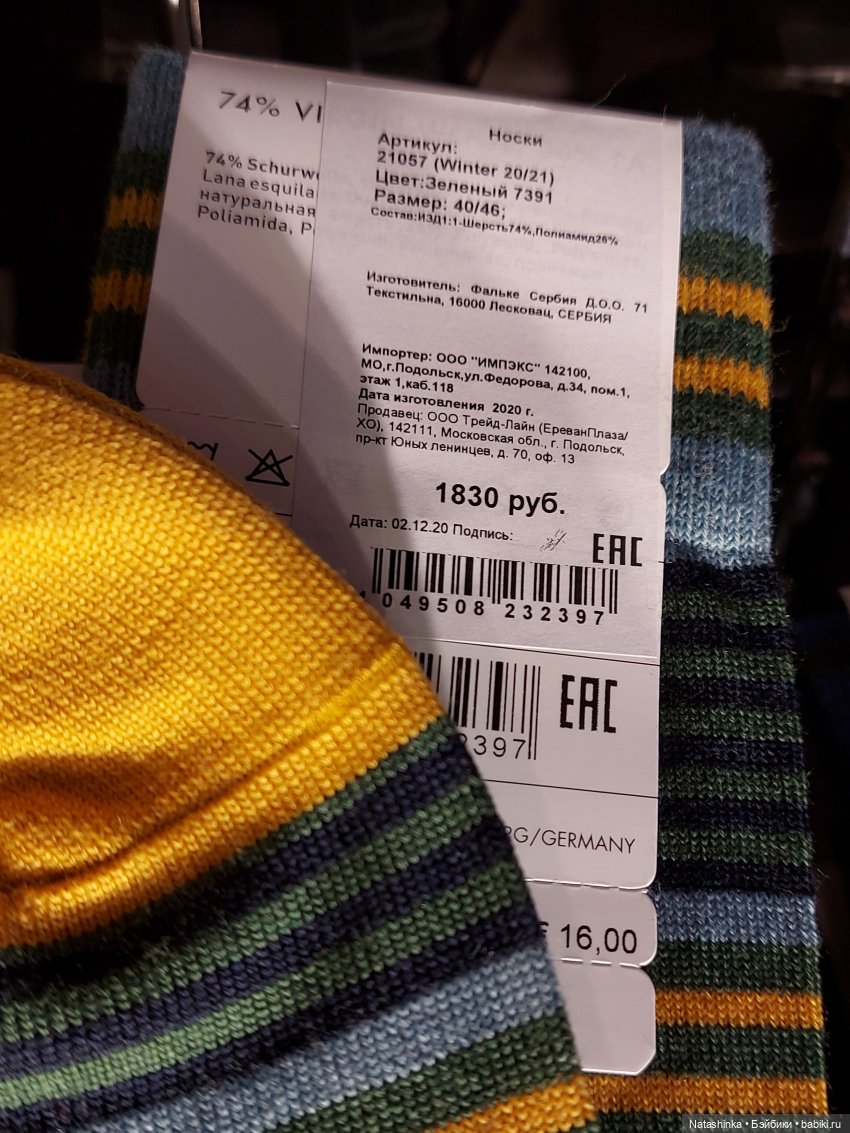 74% VI
74% Schurw
Lana esquila
натуральная
Poliamida, P
Носки
Артикул:
21057 (Winter 20/21)
Цвет:Зеленый 7391
Размер: 40/46;
Состав:ИЗД1:1-Шерсть74%,Полиамид26%
Изготовитель: Фальке Сербия Д.О.О. 71
Текстильна, 16000 Лесковац, СЕРБИЯ
Импортер: ООО "ИМПЭКС" 142100,
МО,г.Подольск,ул.Федорова, д.34, пом.1,
этаж 1,каб.118
Дата изготовления 2020 г.
Продавец: ООО Трейд-Лайн (ЕреванПлаза/
ХО), 142111, Московская обл., г. Подольск,
пр-кт Юных ленинцев, д. 70, оф. 13
1830 руб.
Дата: 02.12.20 Подпись:
EAC
049508 232397
EAC
2397
RG/GERMANY
€ 16,00
Natashinka • Бэйбики • babiki.ru